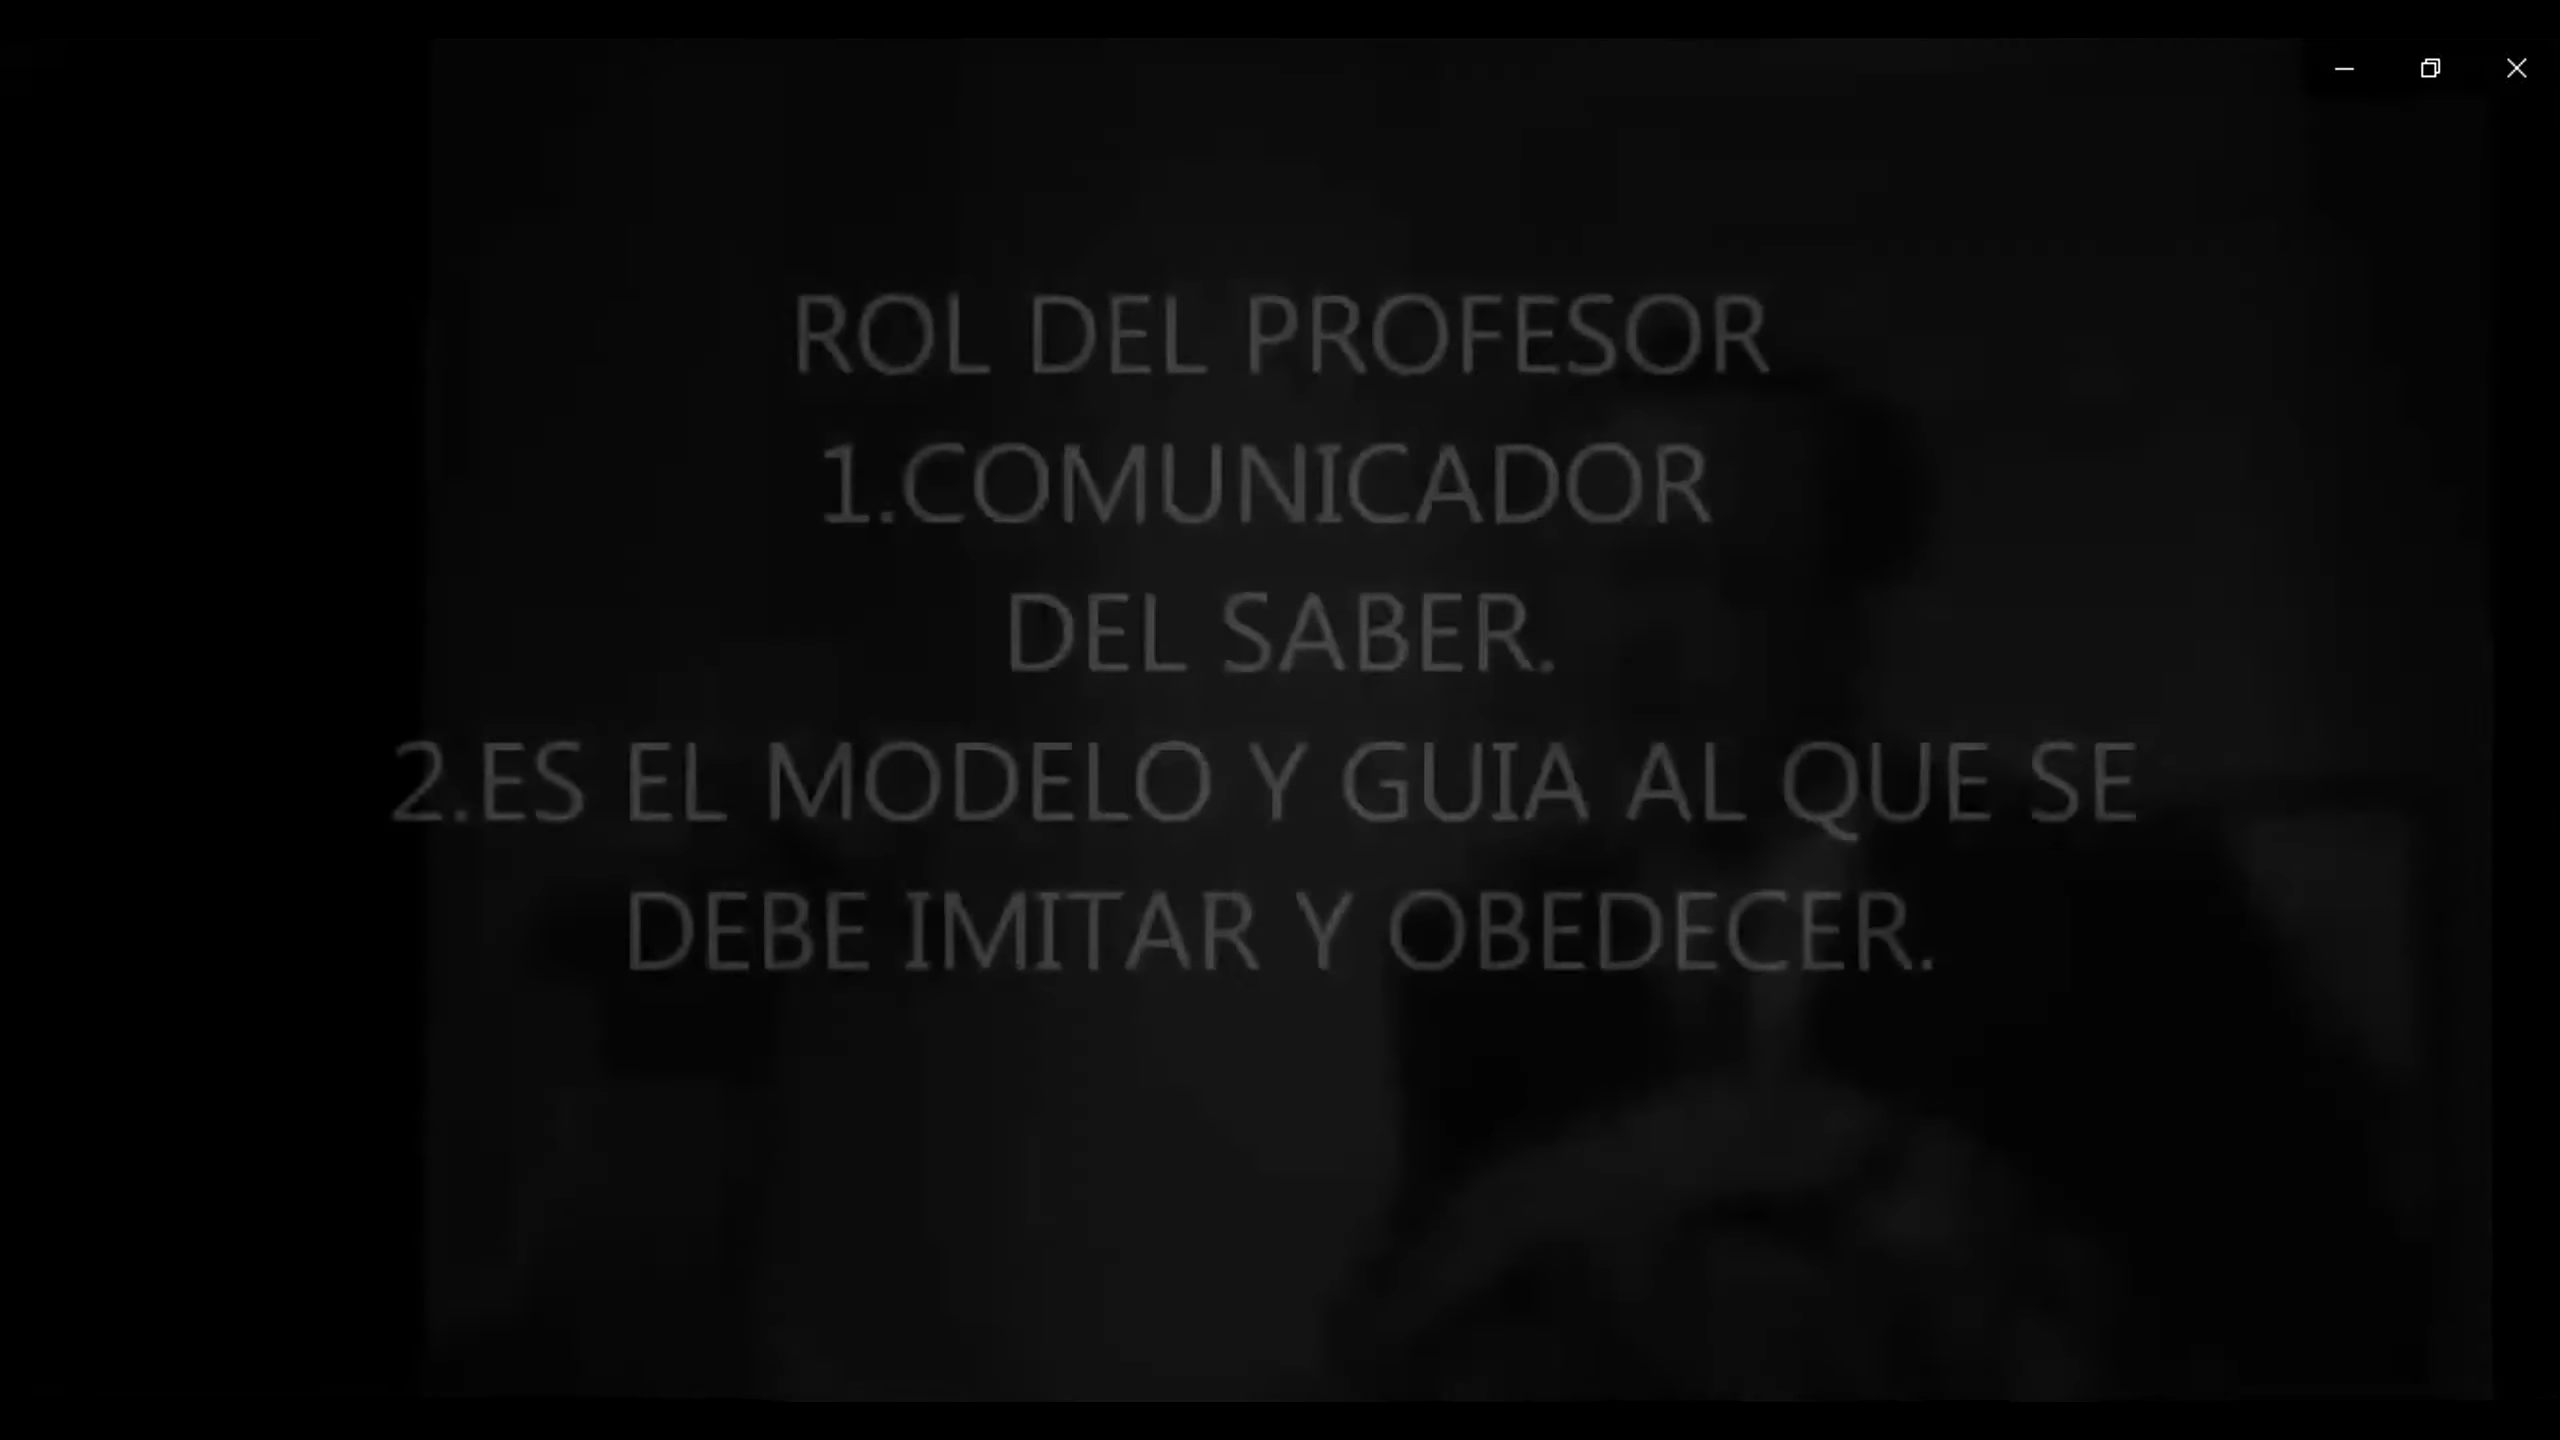 ROL DEL PROFESOR
1.COMUNICADOR
DEL SABER.
2.ES EL MODELO Y GUIA AL QUE SE
DEBE IMITAR Y OBEDECER.